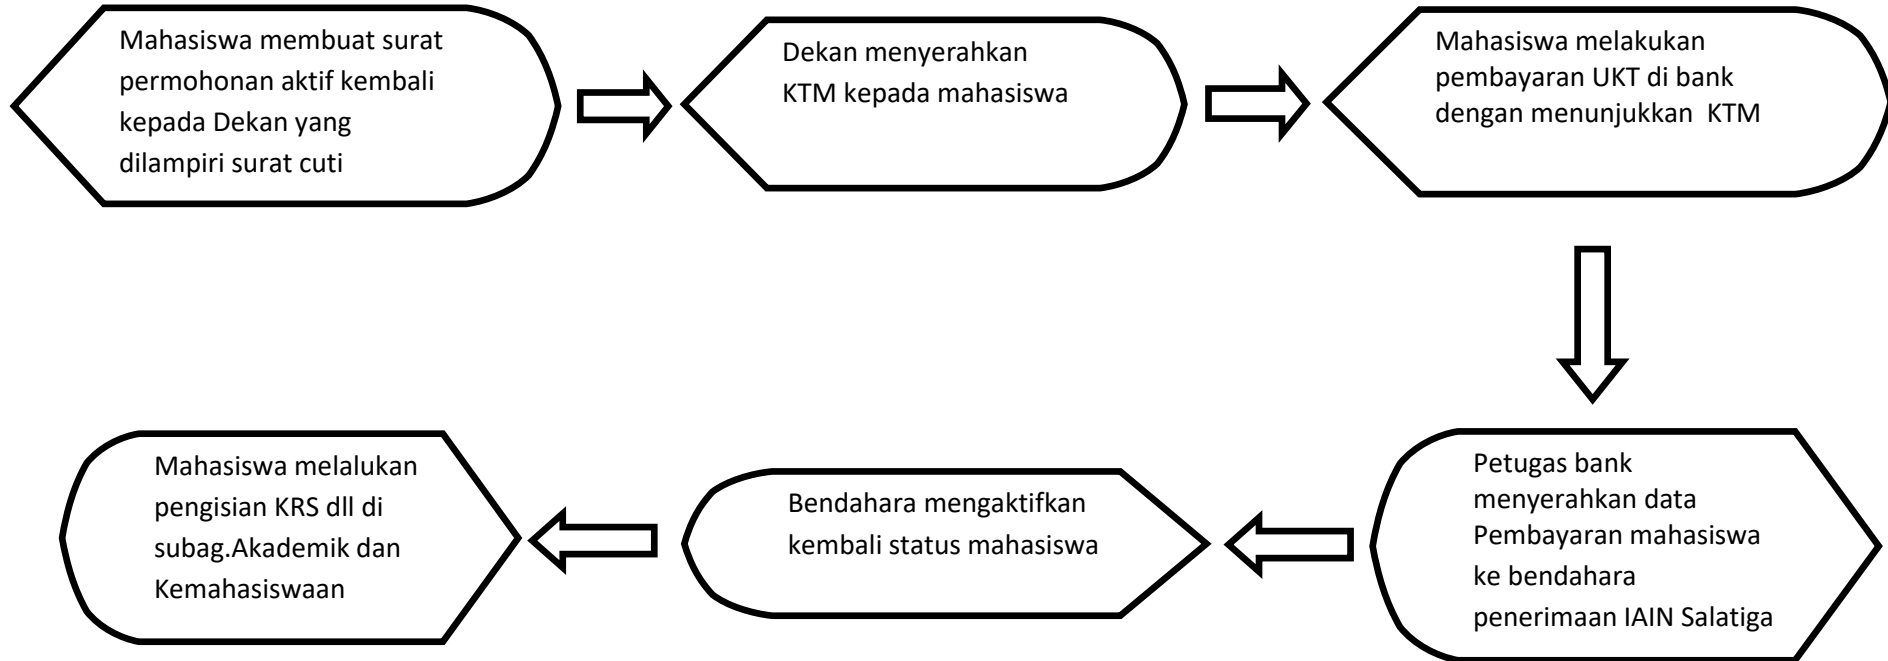 Mahasiswa membuat surat
permohonan aktif kembali
kepada Dekan yang
dilampiri surat cuti
Dekan menyerahkan
KTM kepada mahasiswa
Mahasiswa melakukan
pembayaran UKT di bank
dengan menunjukkan  KTM
Petugas bank
menyerahkan data
Pembayaran mahasiswa
ke bendahara
penerimaan IAIN Salatiga
Bendahara mengaktifkan
kembali status mahasiswa
Mahasiswa melalukan
pengisian KRS dll di
subag.Akademik dan
Kemahasiswaan